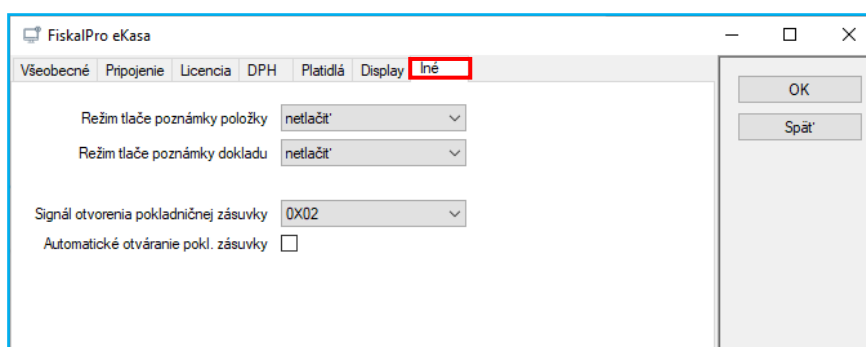 FiskalPro eKasa
Všeobecné Pripojenie Licencia DPH Platidlá Display Iné
OK
Režim tlače poznámky položky netlačiť
Späť
Režim tlače poznámky dokladu netlačiť
Signál otvorenia pokladničnej zásuvky 0X02
Automatické otváranie pokl. zásuvky